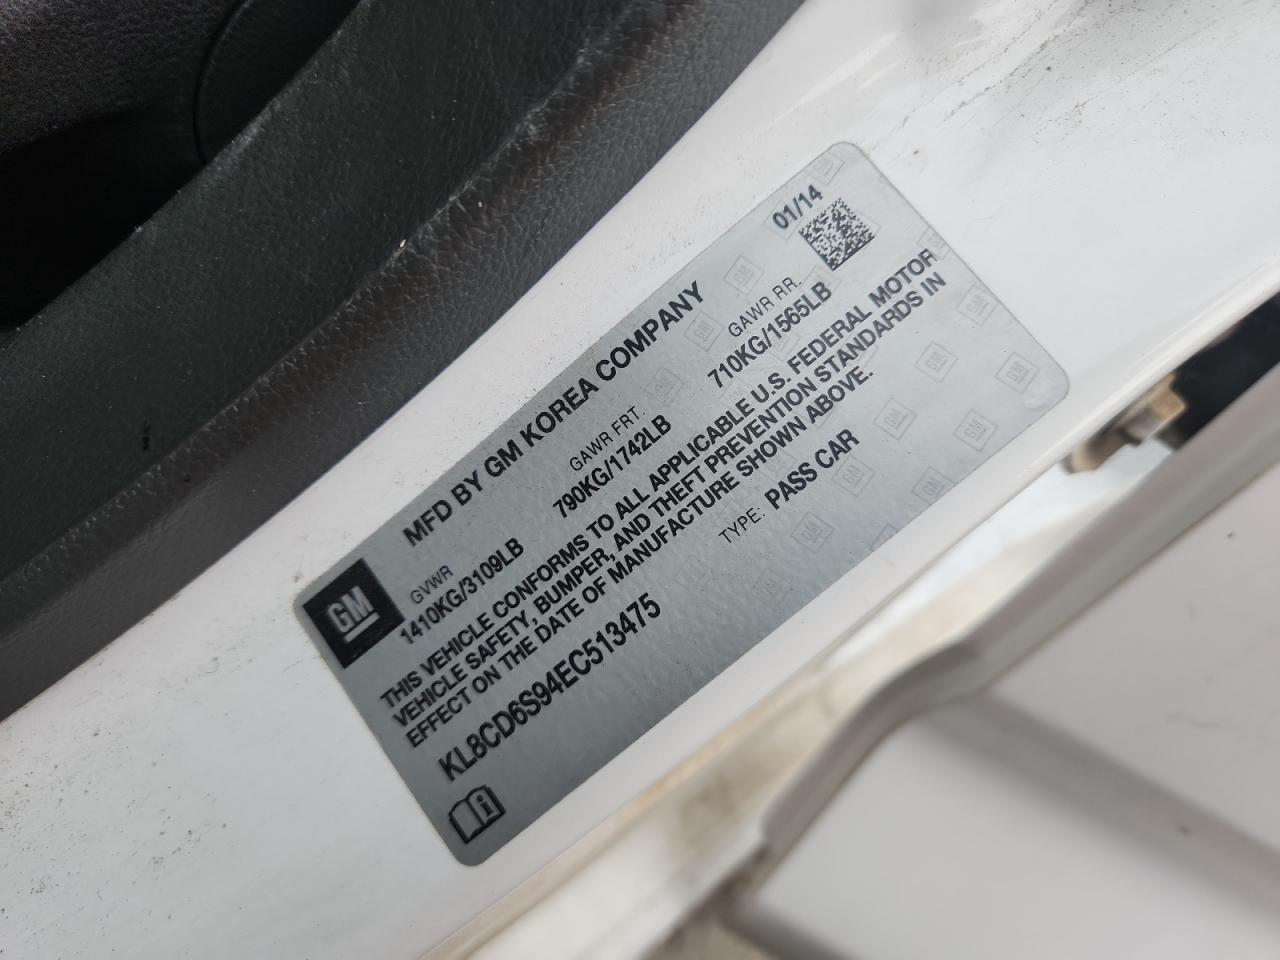 GM
MFD BY GM KOREA COMPANY
01/14
GVWR
GAWR FRT.
GAWR RR.
1410KG/3109LB
790KG/1742LB
710KG/1565LB
THIS VEHICLE CONFORMS TO ALL APPLICABLE U.S. FEDERAL MOTOR
VEHICLE SAFETY, BUMPER, AND THEFT PREVENTION STANDARDS IN
EFFECT ON THE DATE OF MANUFACTURE SHOWN ABOVE.
KL8CD6S94EC513475
TYPE: PASS CAR